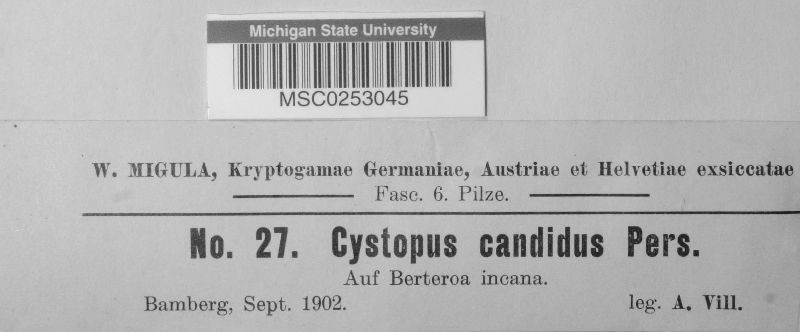 Michigan State University
MSC0253045
W. MIGULA, Kryptogamae Germaniae, Austriae et Helvetiae exsiccatae
Fasc. 6. Pilze.
No. 27. Cystopus candidus Pers.
Auf Berteroa incana.
Bamberg, Sept. 1902. leg. A. Vill.